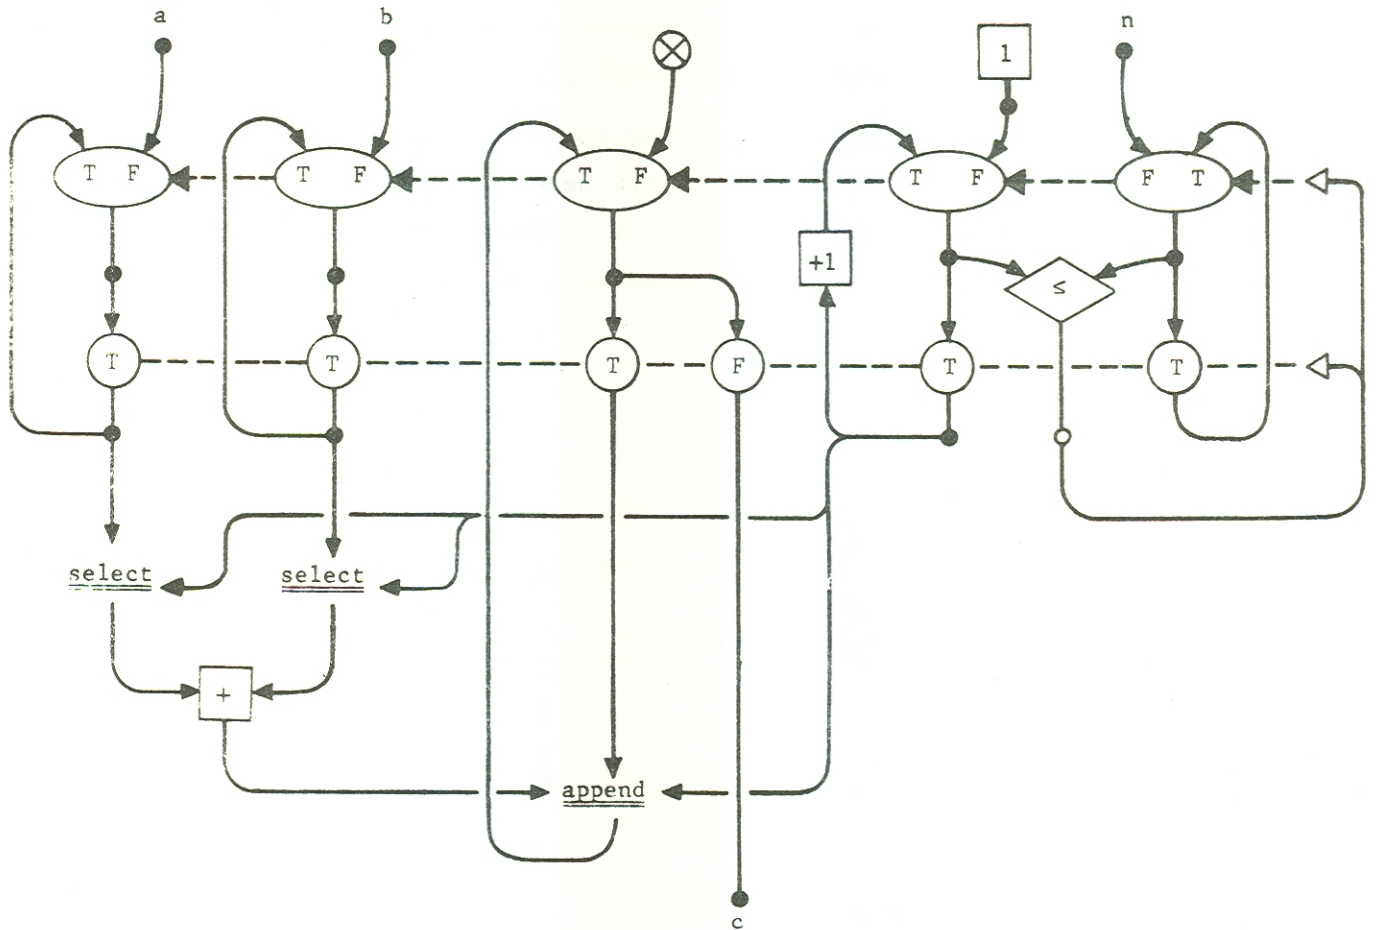 a b n
1
T F T F T F T F F T
+1 ≤
T T T F T T
select select
+
append
c